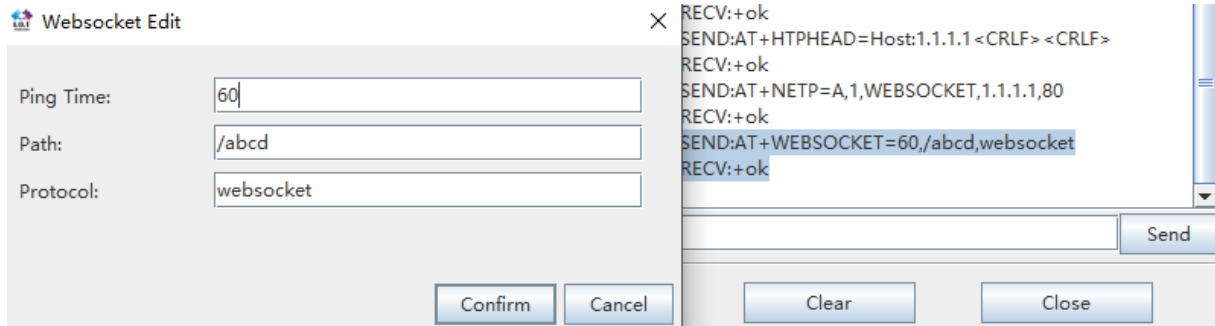 Websocket Edit
Ping Time:
60
Path:
/abcd
Protocol:
websocket
Confirm
Cancel
RECV:+ok
SEND:AT+HTPHEAD=Host:1.1.1.1<CRLF><CRLF>
RECV:+ok
SEND:AT+NETP=A,1,WEBSOCKET,1.1.1.1,80
RECV:+ok
SEND:AT+WEBSOCKET=60,/abcd,websocket
RECV:+ok
Send
Clear
Close